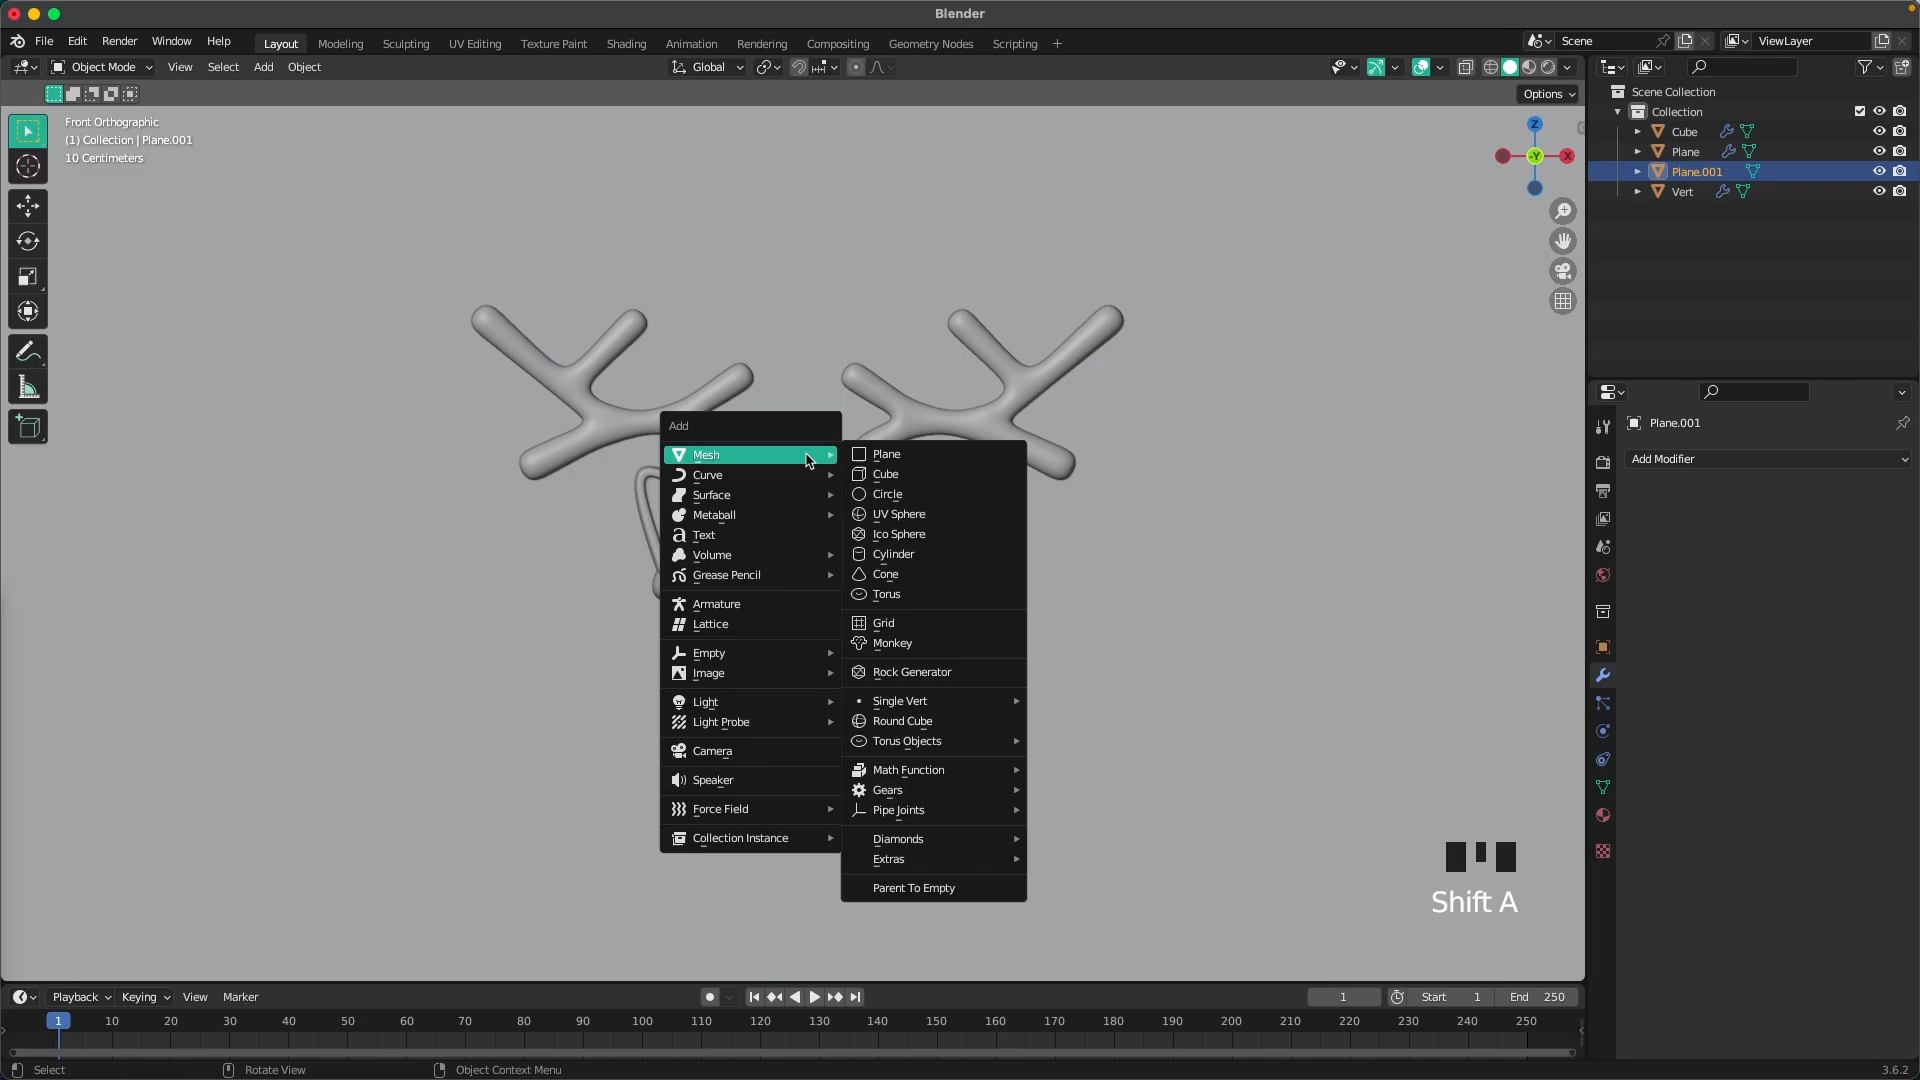 Blender
File Edit Render Window Help
Layout Modeling Sculpting UV Editing Texture Paint Shading Animation Rendering Compositing Geometry Nodes Scripting +
Scene ViewLayer
Object Mode View Select Add Object Global
Options
Front Orthographic
(1) Collection | Plane.001
10 Centimeters
Z
-Y X
Scene Collection
Collection
Cube
Plane
Plane.001
Vert
Plane.001
Add Modifier
Add
Mesh
Curve
Surface
Metaball
Text
Volume
Grease Pencil
Armature
Lattice
Empty
Image
Light
Light Probe
Camera
Speaker
Force Field
Collection Instance
Plane
Cube
Circle
UV Sphere
Ico Sphere
Cylinder
Cone
Torus
Grid
Monkey
Rock Generator
Single Vert
Round Cube
Torus Objects
Math Function
Gears
Pipe Joints
Diamonds
Extras
Parent To Empty
Shift A
Playback Keying View Marker
1 Start 1 End 250
1 10 20 30 40 50 60 70 80 90 100 110 120 130 140 150 160 170 180 190 200 210 220 230 240 250
Select Rotate View Object Context Menu 3.6.2